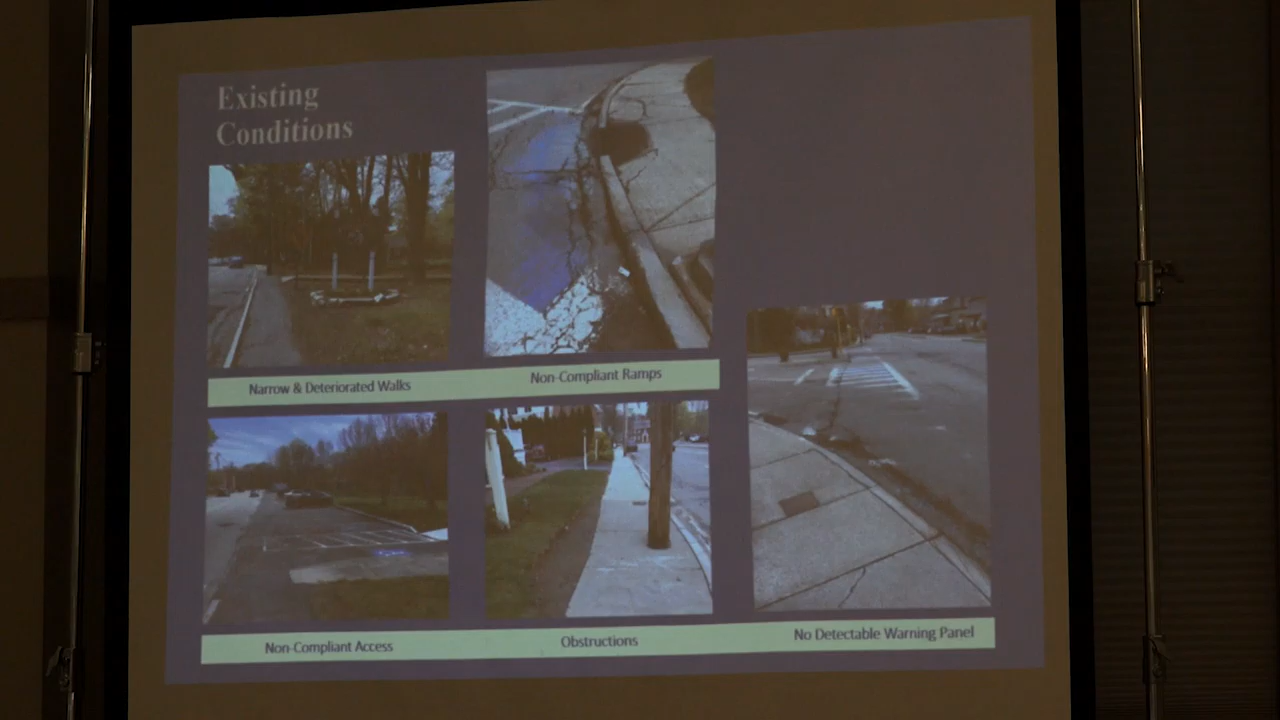 Existing
Conditions
Narrow & Deteriorated Walks
Non-Compliant Ramps
Non-Compliant Access
Obstructions
No Detectable Warning Panel